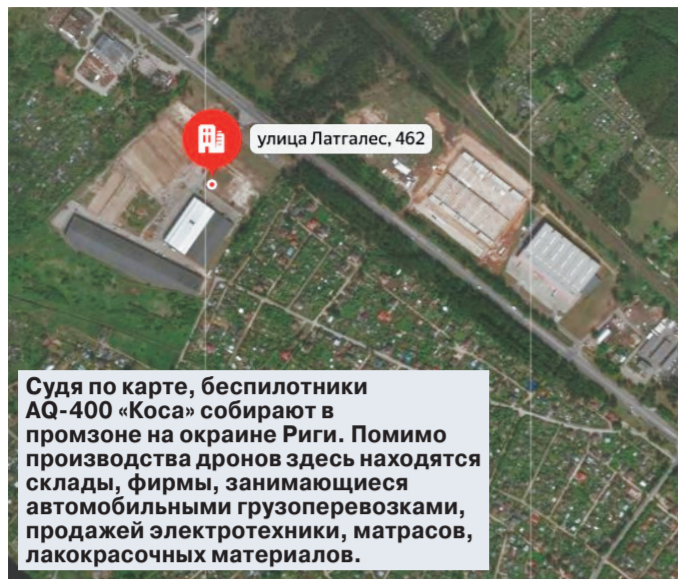 улица Латгалес, 462
Судя по карте, беспилотники
AQ-400 «Коса» собирают в
промзоне на окраине Риги. Помимо
производства дронов здесь находятся
склады, фирмы, занимающиеся
автомобильными грузоперевозками,
продажей электротехники, матрасов,
лакокрасочных материалов.